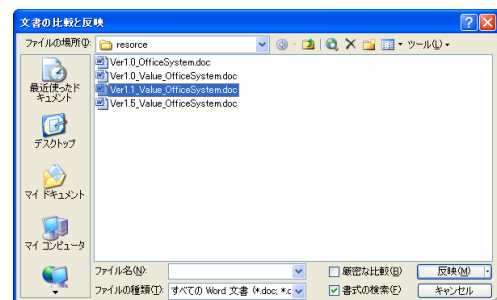 文書の比較と反映
ファイルの場所(I):
resorce
ツール(L)
Ver1.0_OfficeSystem.doc
Ver1.0_Value_OfficeSystem.doc
Ver1.1_Value_OfficeSystem.doc
Ver1.5_Value_OfficeSystem.doc
最近使ったド
キュメント
デスクトップ
マイ ドキュメント
マイ コンピュータ
ファイル名(N):
厳密な比較(B)
反映(M)
ファイルの種類(T):
すべての Word 文書 (*.doc; *.c
書式の検索(F)
キャンセル